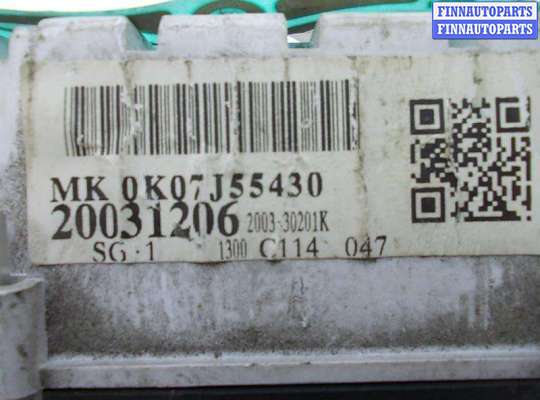 FINNAUTOPARTS
FINNAUTOPARTS
MK 0K07J55430
20031206 2003-30201K
SG·1 1300 C114 047